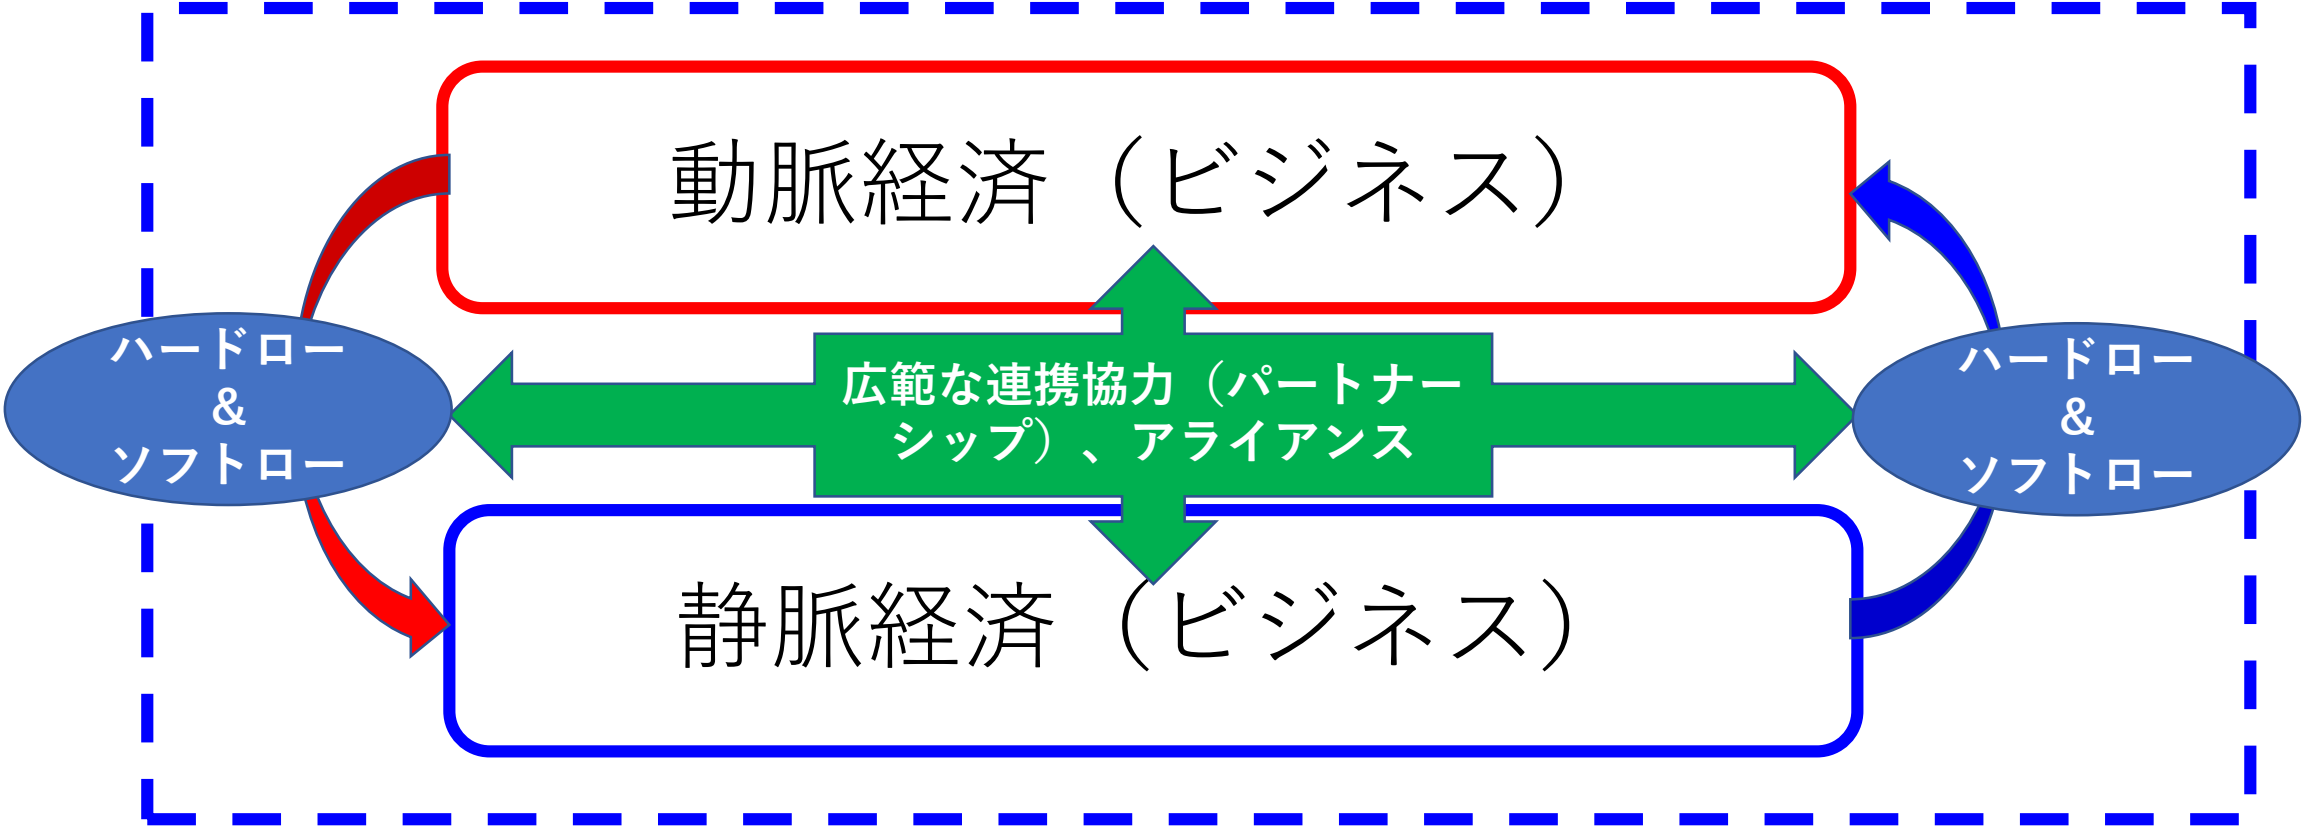 動脈経済（ビジネス）
ハードロー
&
ソフトロー
広範な連携協力（パートナー
シップ）、アライアンス
ハードロー
&
ソフトロー
静脈経済（ビジネス）